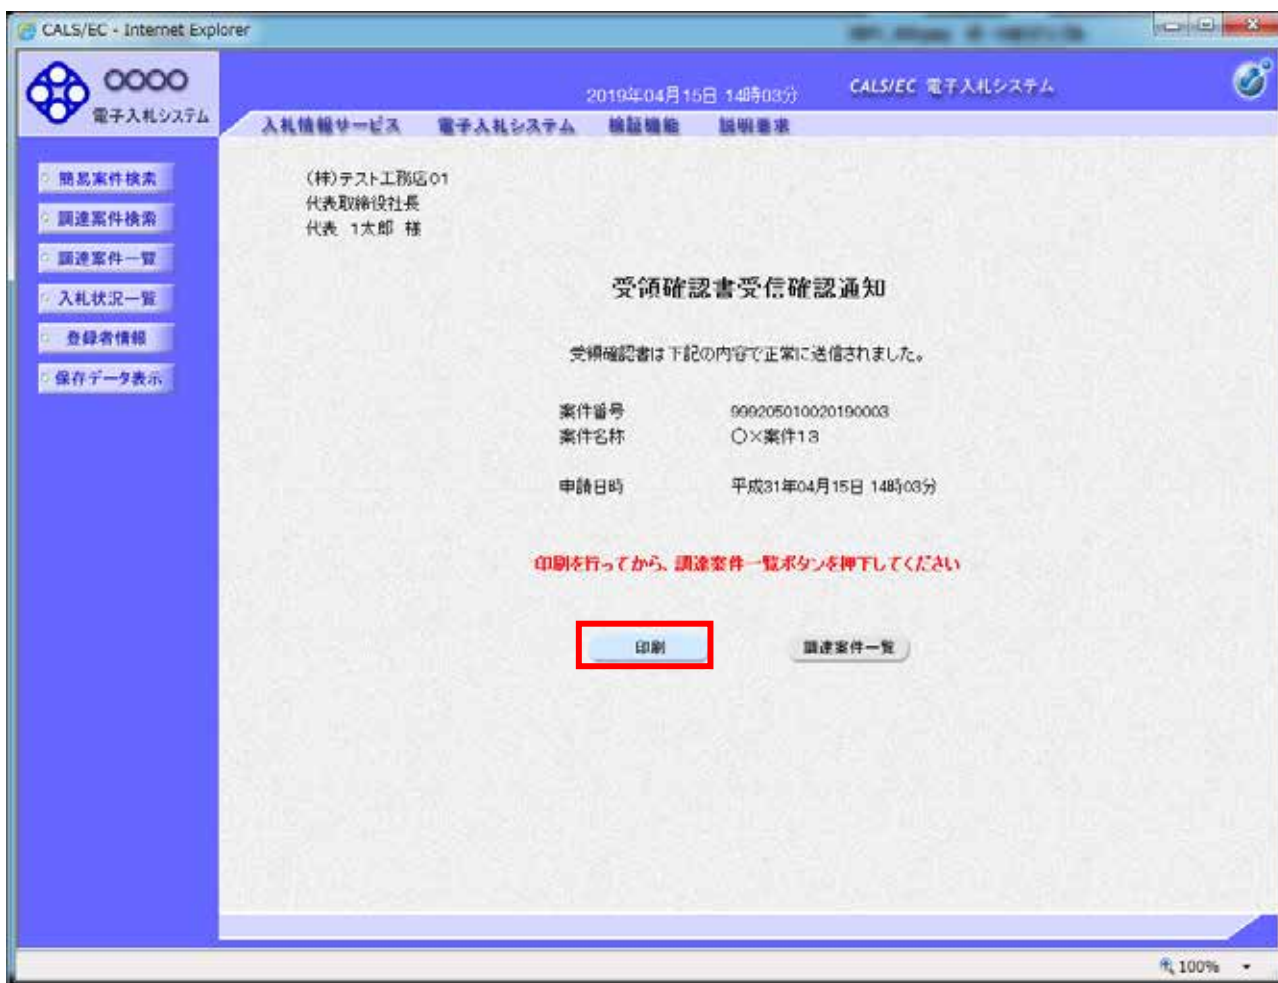 CALS/EC - Internet Explorer
〇〇〇〇
電子入札システム
2019年04月15日 14時03分
CALS/EC 電子入札システム
入札情報サービス 電子入札システム 検証機能 説明要求
簡易案件検索
調達案件検索
調達案件一覧
入札状況一覧
登録者情報
保存データ表示
(株)テスト工務店01
代表取締役社長
代表 1太郎 様
受領確認書受信確認通知
受領確認書は下記の内容で正常に送信されました。
案件番号 999205010020190003
案件名称 〇×案件13
申請日時 平成31年04月15日 14時03分
印刷を行ってから、調達案件一覧ボタンを押下してください
印刷
調達案件一覧
100%